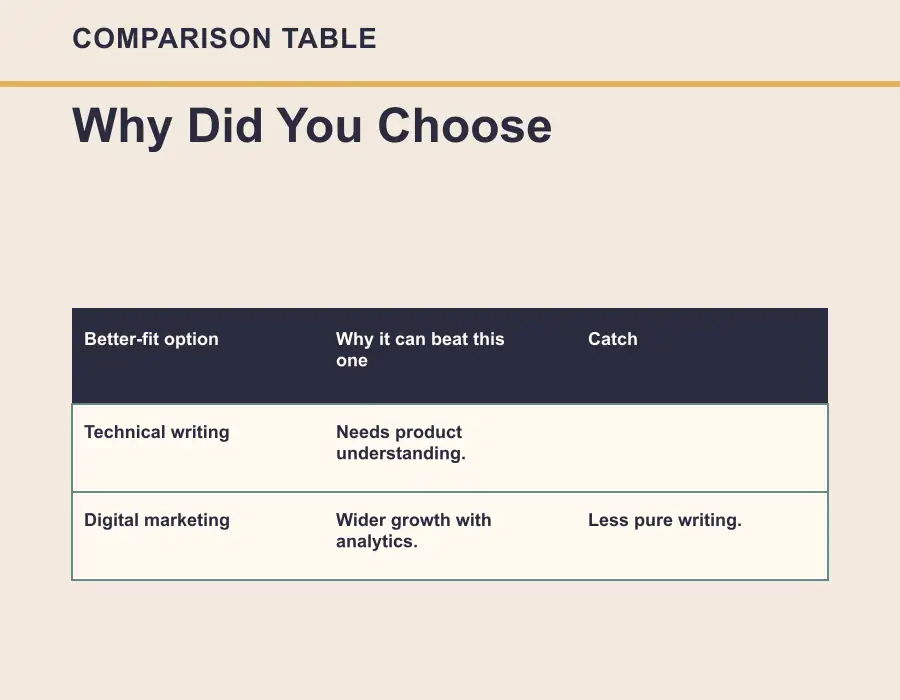 COMPARISON TABLE
Why Did You Choose
Better-fit option
Why it can beat this
one
Catch
Technical writing
Needs product
understanding.
Digital marketing
Wider growth with
analytics.
Less pure writing.